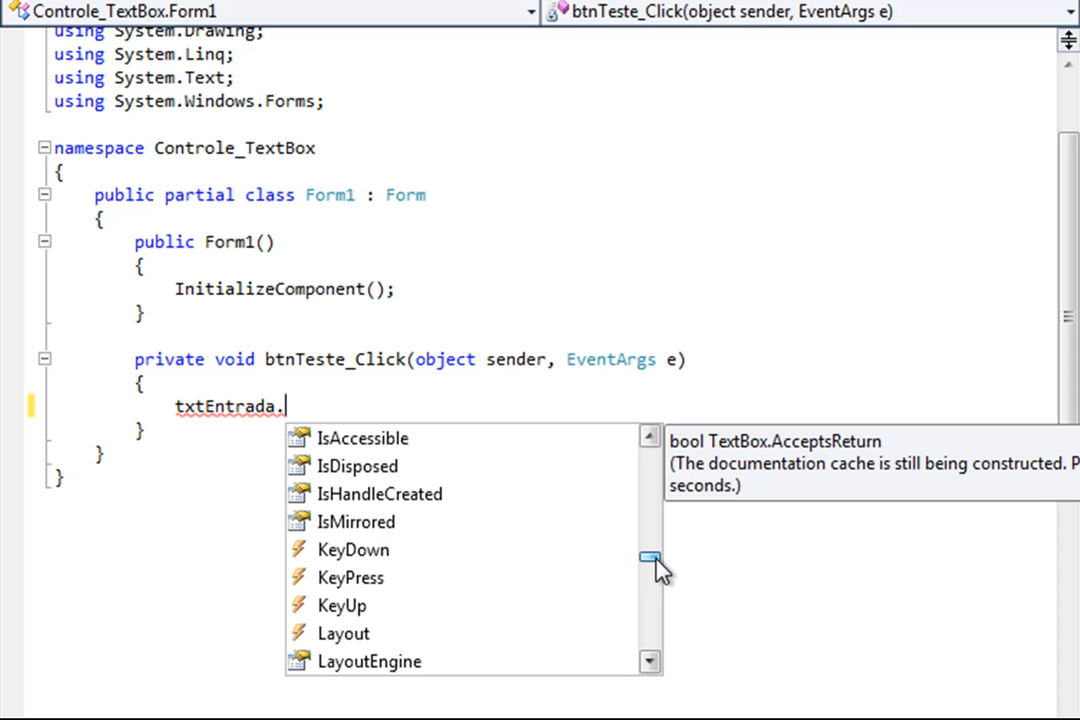 Controle_TextBox.Form1
btnTeste_Click(object sender, EventArgs e)
using System.Drawing;
using System.Linq;
using System.Text;
using System.Windows.Forms;
namespace Controle_TextBox
{
public partial class Form1 : Form
{
public Form1()
{
InitializeComponent();
}
private void btnTeste_Click(object sender, EventArgs e)
{
txtEntrada.
}
}
}
IsAccessible
IsDisposed
IsHandleCreated
IsMirrored
KeyDown
KeyPress
KeyUp
Layout
LayoutEngine
bool TextBox.AcceptsReturn
(The documentation cache is still being constructed. P
seconds.)